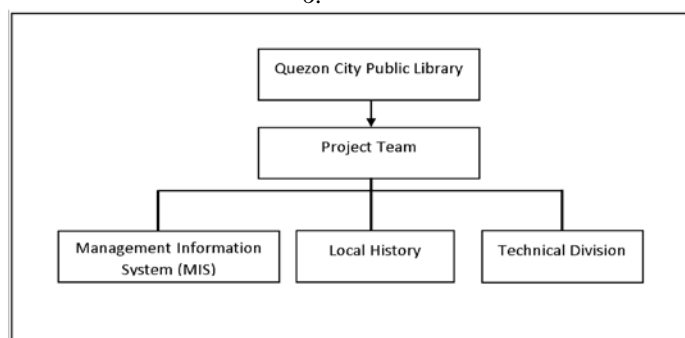 Quezon City Public Library
Project Team
Management Information
System (MIS)
Local History
Technical Division